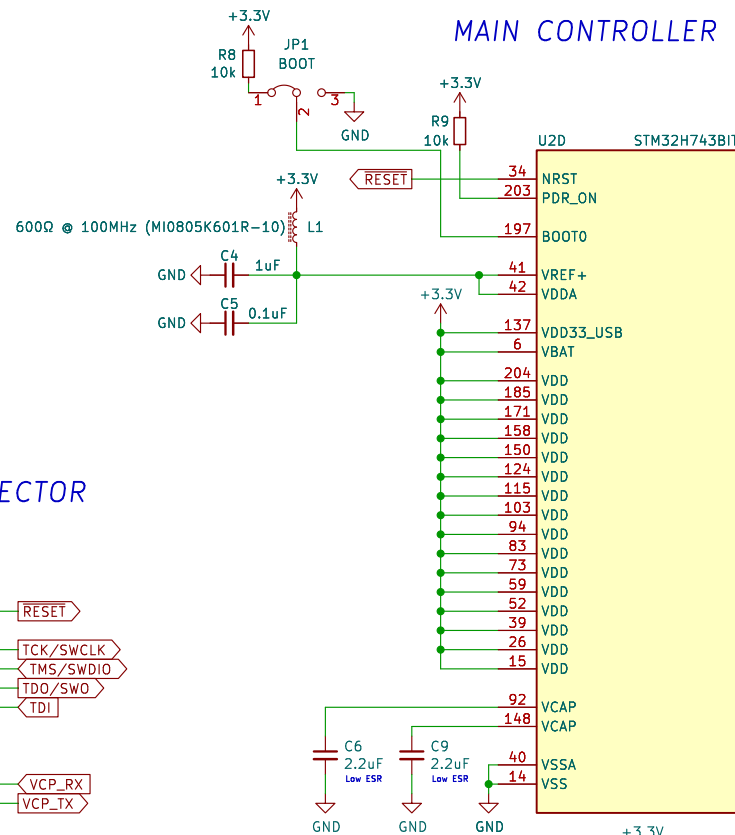 MAIN CONTROLLER
+3.3V
R8
10k
JP1
BOOT
1
2
3
GND
+3.3V
R9
10k
U2D
STM32H743BIT
RESET
34
NRST
203
PDR_ON
197
BOOT0
+3.3V
600Ω @ 100MHz (MI0805K601R-10)
L1
C4
1uF
GND
C5
0.1uF
GND
41
VREF+
42
VDDA
+3.3V
137
VDD33_USB
6
VBAT
204
VDD
185
VDD
171
VDD
158
VDD
150
VDD
124
VDD
115
VDD
103
VDD
94
VDD
83
VDD
73
VDD
59
VDD
52
VDD
39
VDD
26
VDD
15
VDD
92
VCAP
148
VCAP
C6
2.2uF
Low ESR
GND
C9
2.2uF
Low ESR
GND
40
VSSA
14
VSS
GND
+3.3V
ECTOR
RESET
TCK/SWCLK
TMS/SWDIO
TDO/SWO
TDI
VCP_RX
VCP_TX